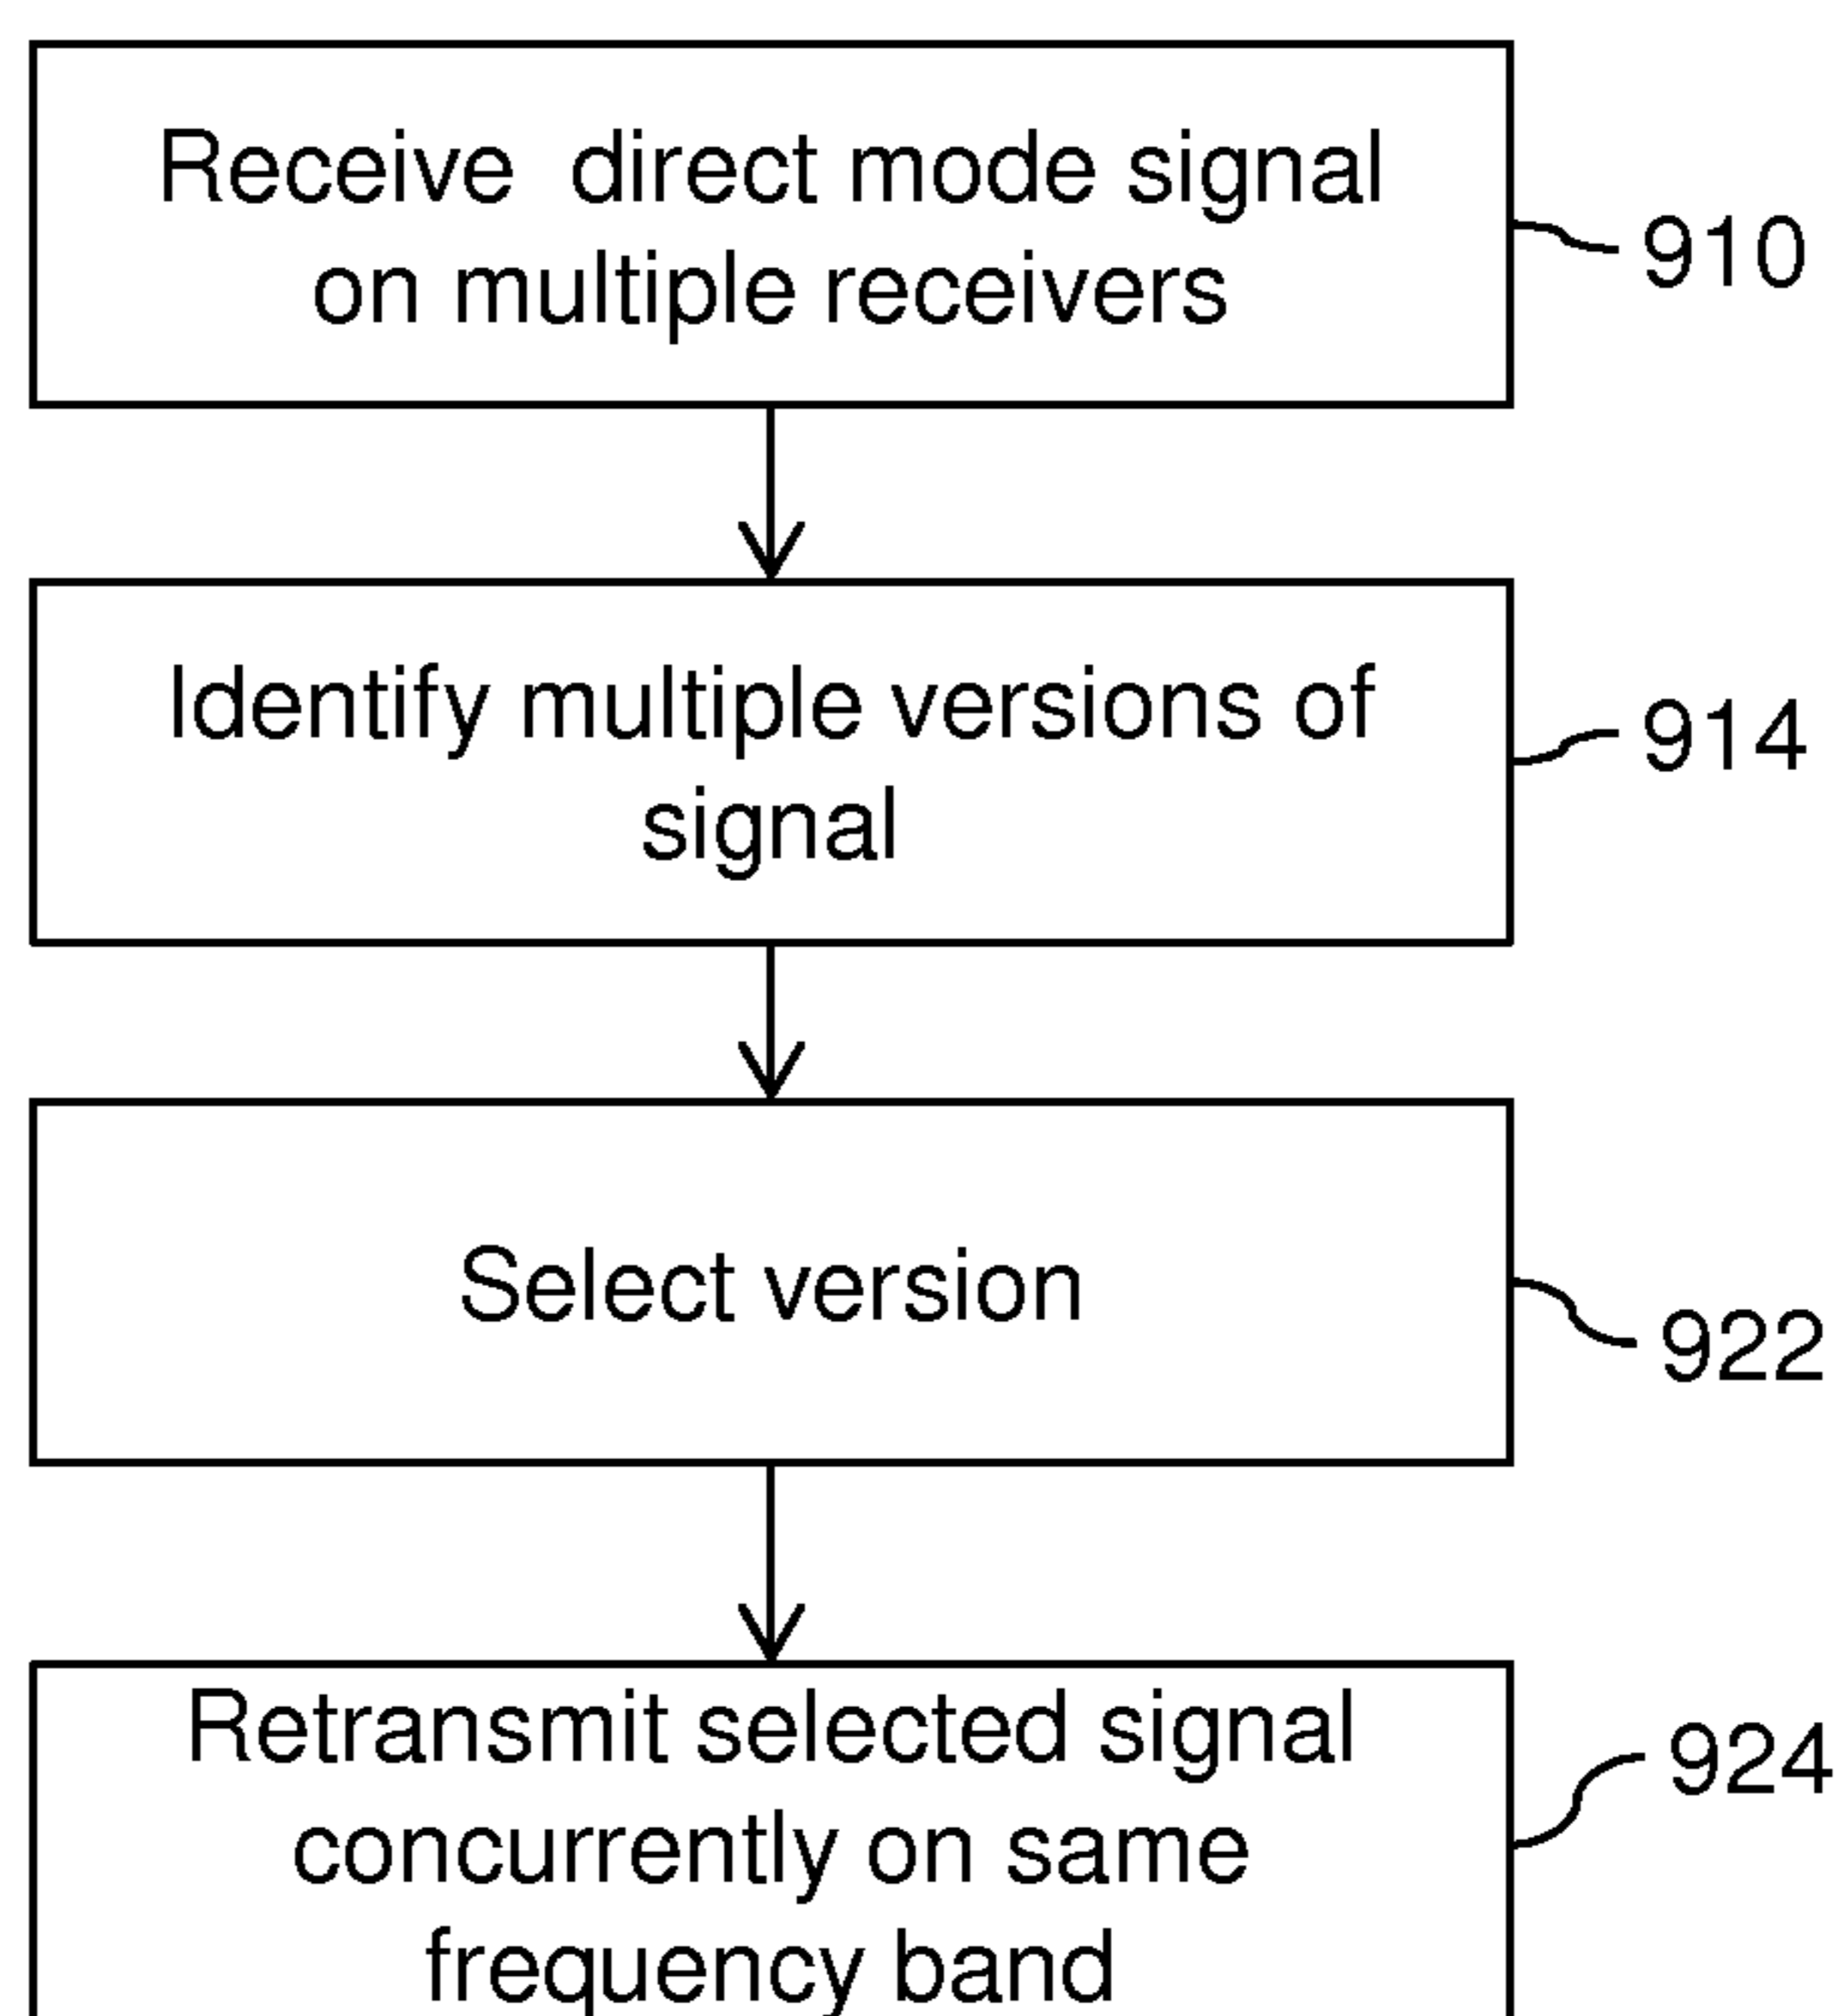 Receive direct mode signal
on multiple receivers
910
Identify multiple versions of
signal
914
Select version
922
Retransmit selected signal
concurrently on same
frequency band
924